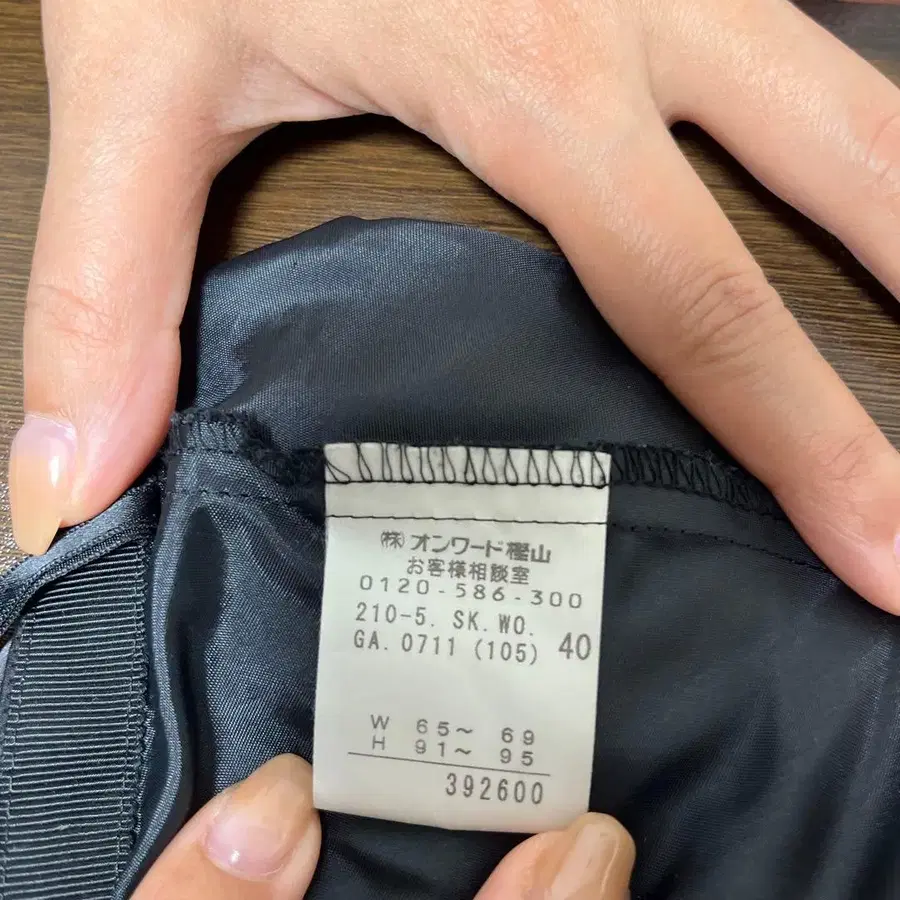 ㈱オンワード樫山
お客様相談室
0120-586-300
210-5. SK. WO.
GA. 0711 (105) 40
W 65～ 69
H 91～ 95
392600